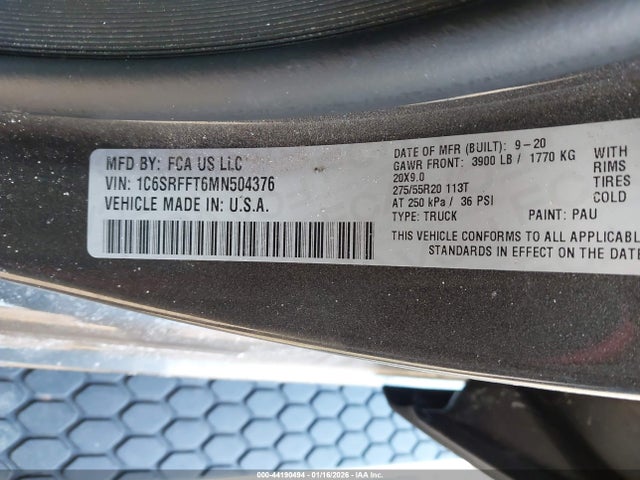 MFD BY: FCA US LLC
VIN: 1C6SRFFT6MN504376
VEHICLE MADE IN: U.S.A.
DATE OF MFR (BUILT): 9-20
GAWR FRONT: 3900 LB / 1770 KG WITH
20X9.0 RIMS
275/55R20 113T TIRES
AT 250 kPa / 36 PSI COLD
TYPE: TRUCK PAINT: PAU
THIS VEHICLE CONFORMS TO ALL APPLICABL
STANDARDS IN EFFECT ON THE DATE
000-44190494 | 01/16/2026 | IAA Inc